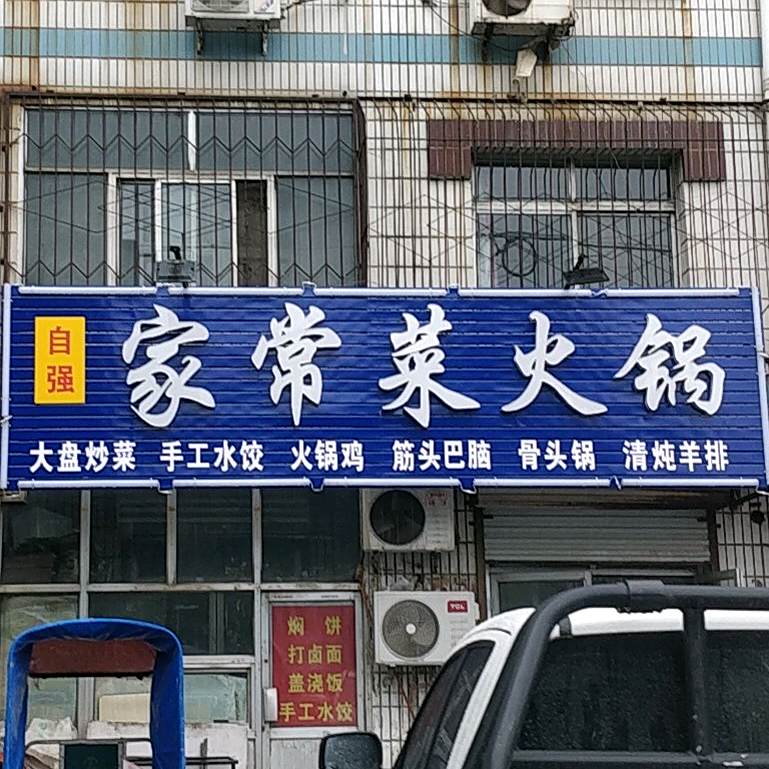 自强
家常菜火锅
大盘炒菜 手工水饺 火锅鸡 筋头巴脑 骨头锅 清炖羊排
焖饼
打卤面
盖浇饭
手工水饺
TCL